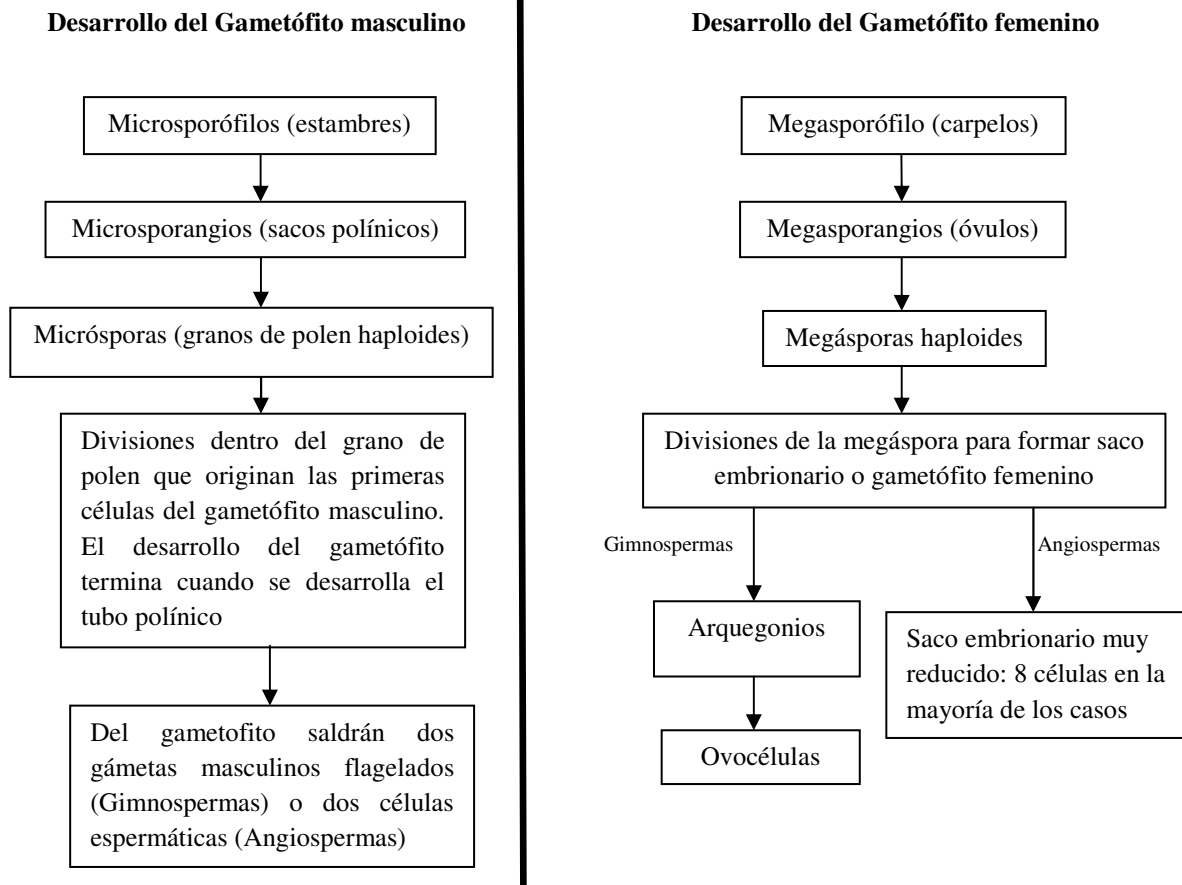 Desarrollo del Gametófito masculino
Microsporófilos (estambres)
Microsporangios (sacos polínicos)
Micrósporas (granos de polen haploides)
Divisiones dentro del grano de
polen que originan las primeras
células del gametófito masculino.
El desarrollo del gametófito
termina cuando se desarrolla el
tubo polínico
Del gametofito saldrán dos
gámetas masculinos flagelados
(Gimnospermas) o dos células
espermáticas (Angiospermas)
Desarrollo del Gametófito femenino
Megasporófilo (carpelos)
Megasporangios (óvulos)
Megásporas haploides
Divisiones de la megáspora para formar saco
embrionario o gametófito femenino
Gimnospermas
Angiospermas
Arquegonios
Ovocélulas
Saco embrionario muy
reducido: 8 células en la
mayoría de los casos